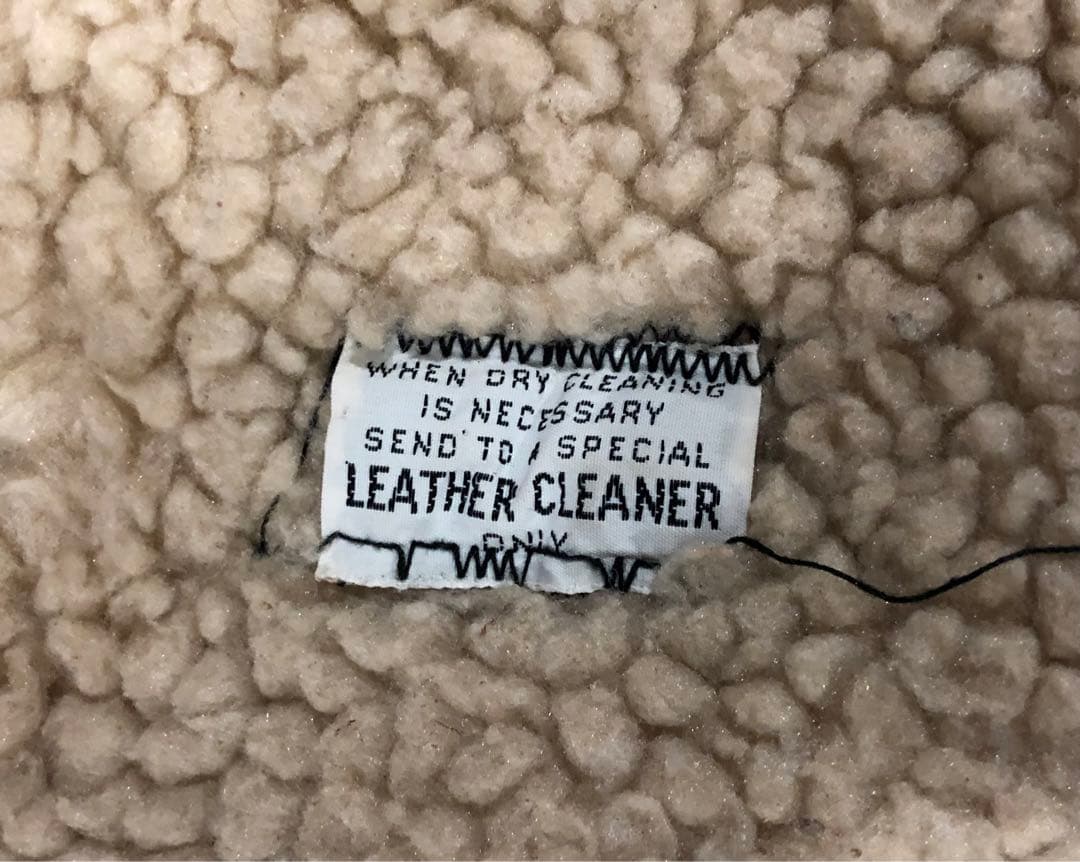 WHEN DRY CLEANING
IS NECESSARY
SEND TO A SPECIAL
LEATHER CLEANER
ONLY